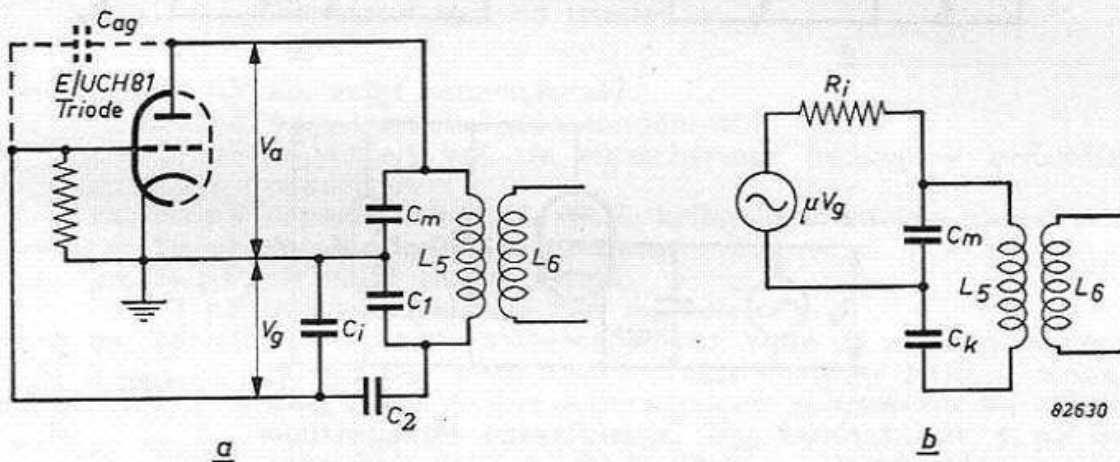 Cag
E/UCH81
Triode
Va
Cm
L5
L6
C1
Vg
Ci
C2
a
Ri
μVg
Cm
L5
L6
Ck
82630
b